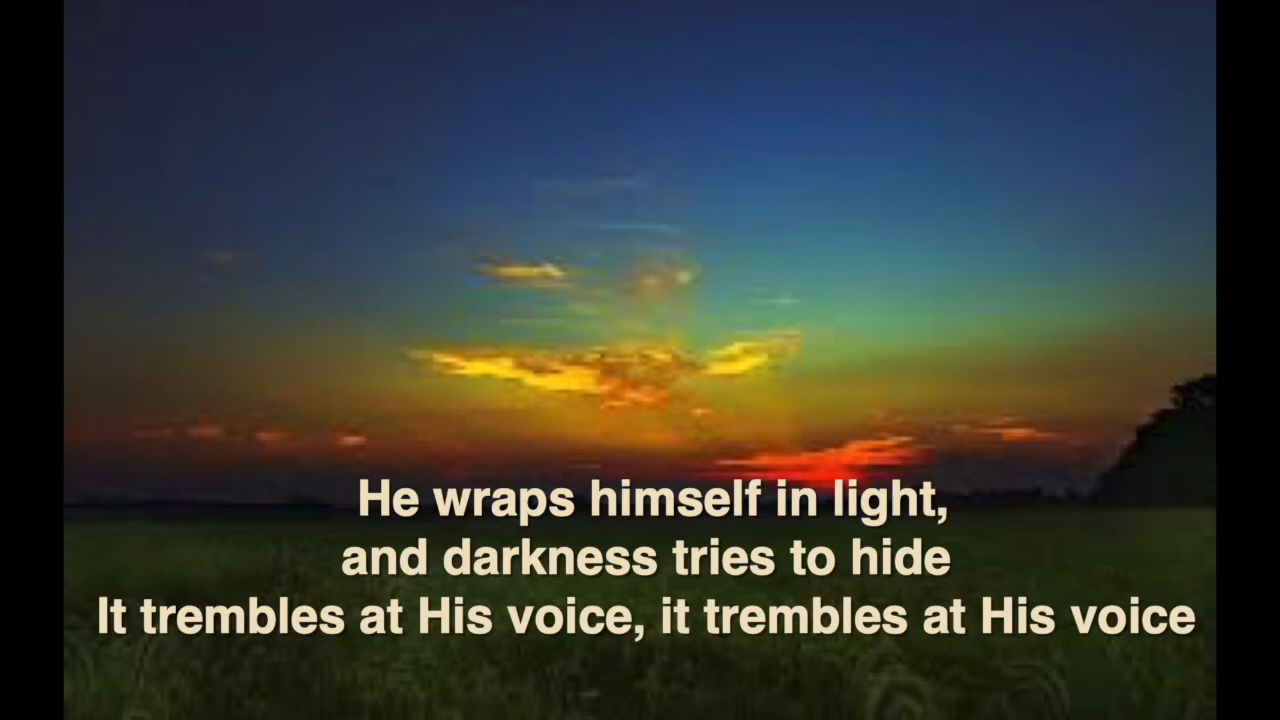 He wraps himself in light,
and darkness tries to hide
It trembles at His voice, it trembles at His voice